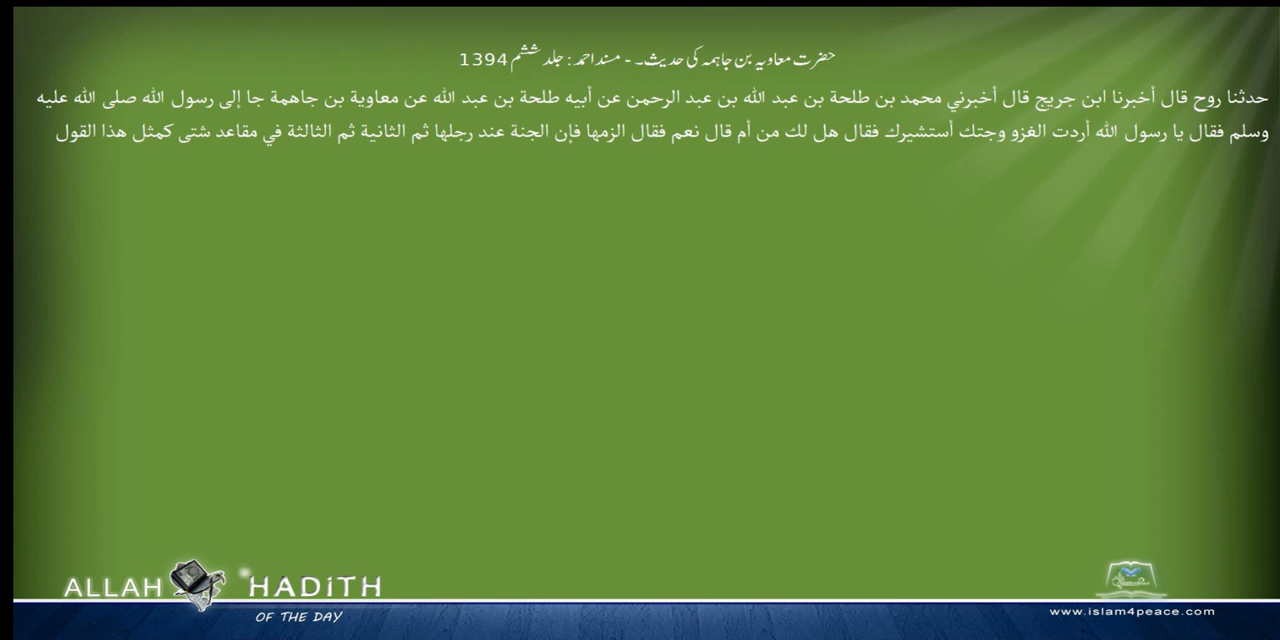 حضرت معاویہ بن جاہمہ کی حدیث۔ - مسند احمد : جلد ششم 1394
حدثنا روح قال أخبرنا ابن جريج قال أخبرني محمد بن طلحة بن عبد الله بن عبد الرحمن عن أبيه طلحة بن عبد الله عن معاوية بن جاهمة جا إلى رسول الله صلى الله عليه
وسلم فقال يا رسول الله أردت الغزو وجتك أستشيرك فقال هل لك من أم قال نعم فقال الزمها فإن الجنة عند رجلها ثم الثانية ثم الثالثة في مقاعد شتى كمثل هذا القول
ALLAH HADITH
OF THE DAY
www.islam4peace.com